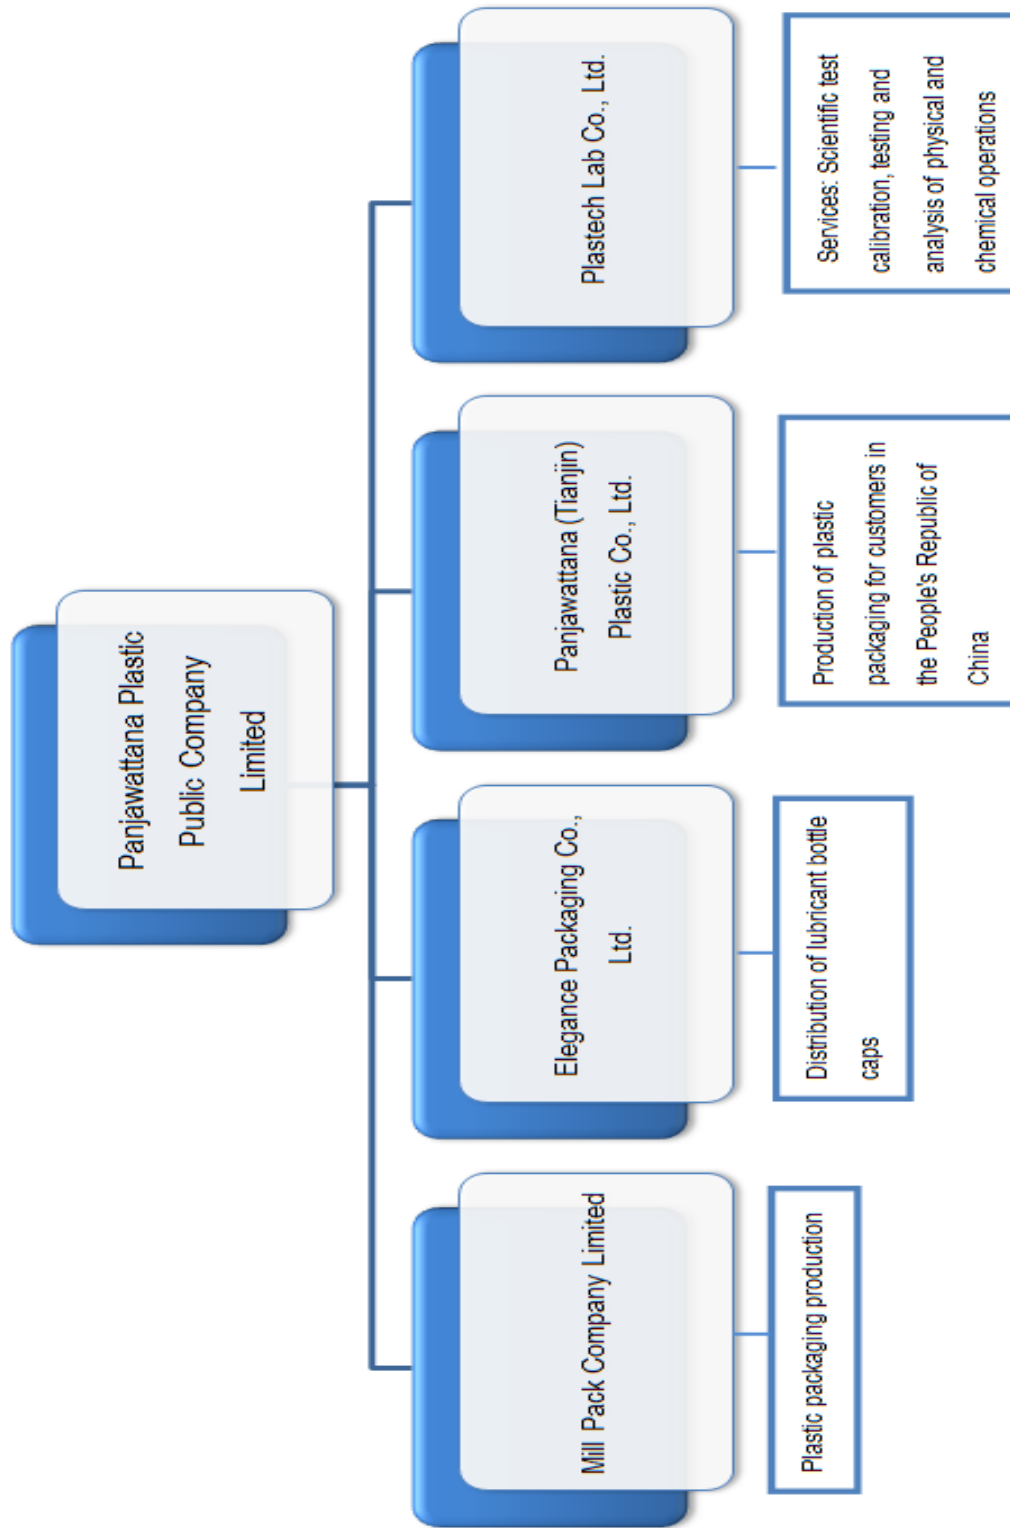 Panjawattana Plastic
Public Company
Limited
Mill Pack Company Limited
Plastic packaging production
Elegance Packaging Co.,
Ltd.
Distribution of lubricant bottle
caps
Panjawattana (Tianjin)
Plastic Co., Ltd.
Production of plastic
packaging for customers in
the People's Republic of
China
Plastech Lab Co., Ltd.
Services: Scientific test
calibration, testing and
analysis of physical and
chemical operations